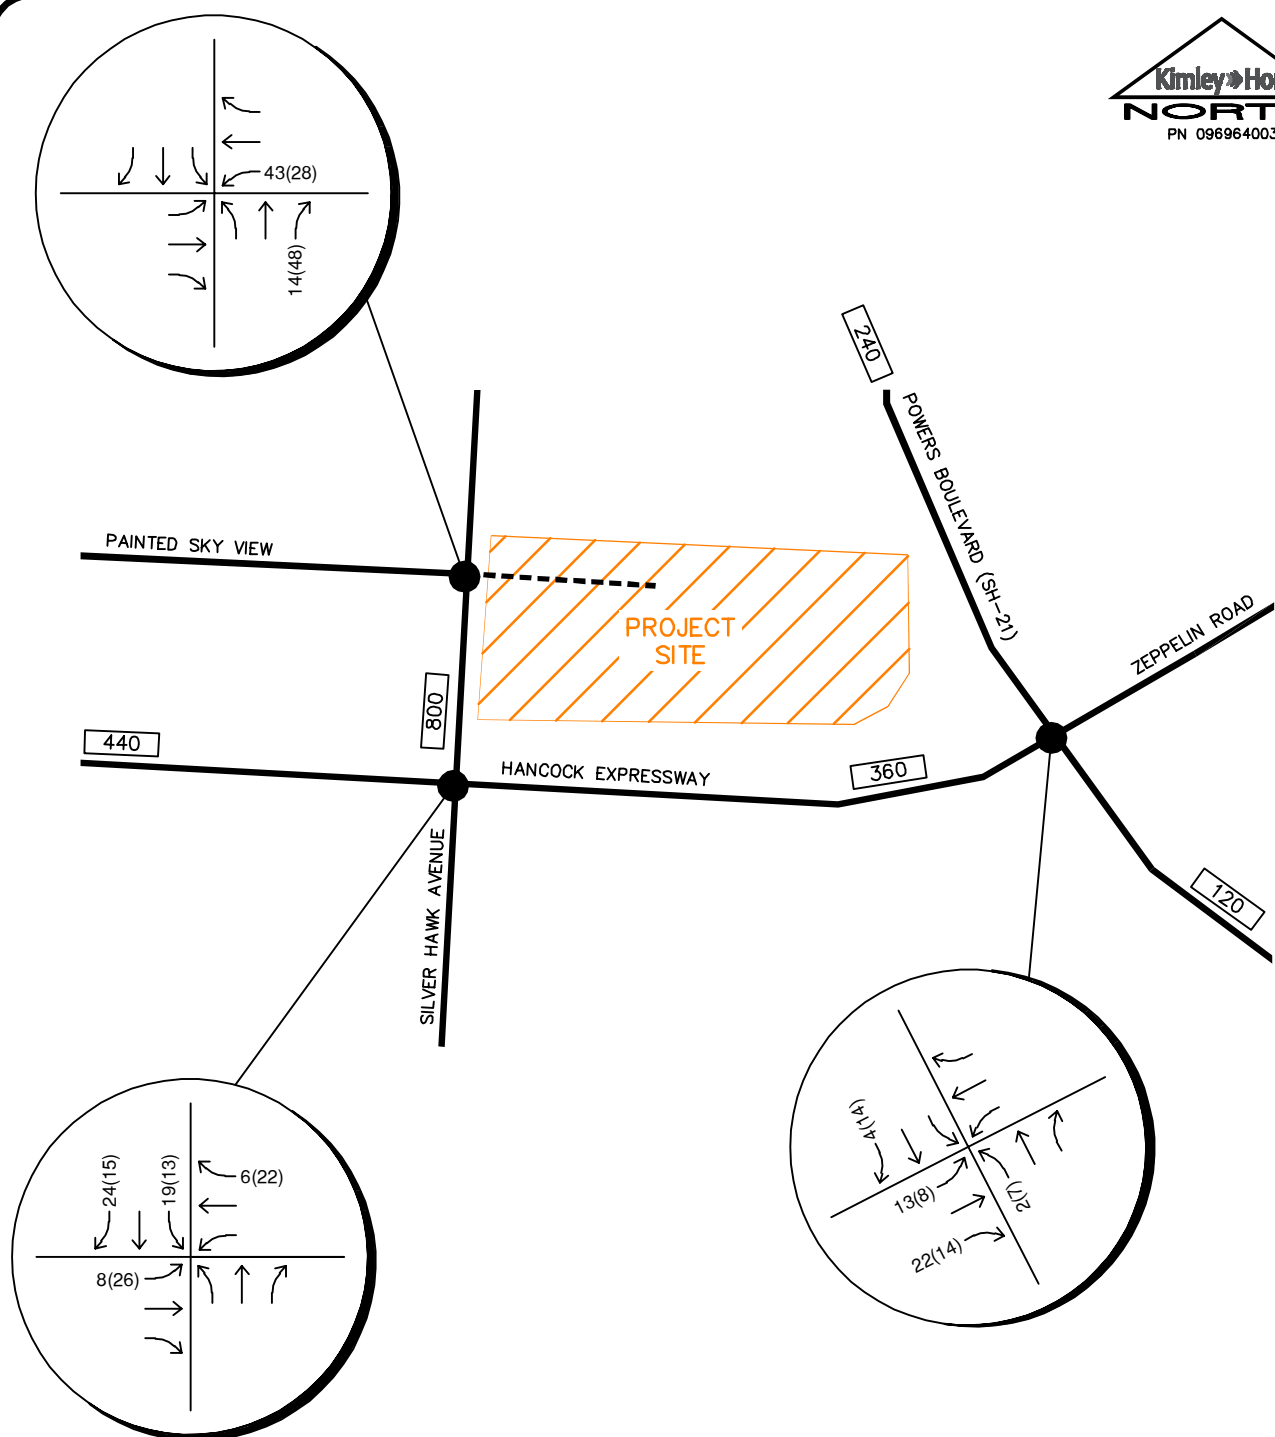 Kimley»Hor
NORT
PN 096964003
43(28)
14(48)
240
POWERS BOULEVARD (SH-21)
PAINTED SKY VIEW
PROJECT
SITE
ZEPPELIN ROAD
800
440
HANCOCK EXPRESSWAY
360
SILVER HAWK AVENUE
120
24(15)
19(13)
6(22)
8(26)
4(14)
13(8)
2(7)
22(14)